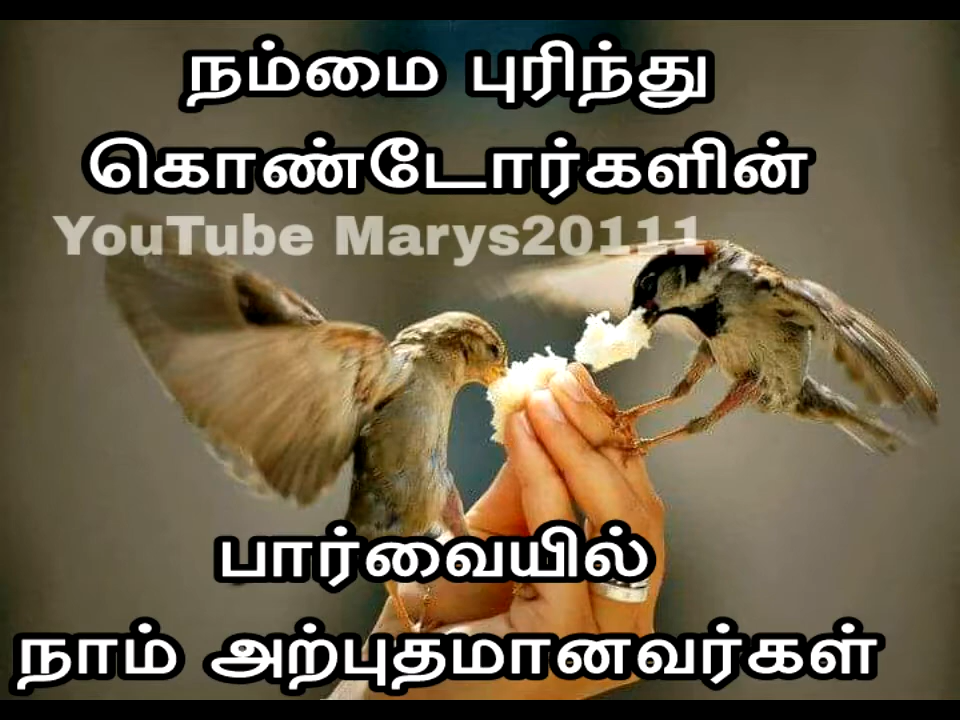 நம்மை புரிந்து
கொண்டோர்களின்
YouTube Marys20111
பார்வையில்
நாம் அற்புதமானவர்கள்